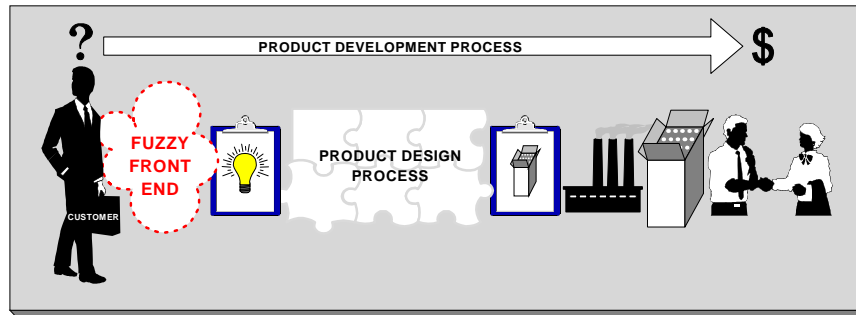 ?
PRODUCT DEVELOPMENT PROCESS
$
FUZZY
FRONT
END
CUSTOMER
PRODUCT DESIGN
PROCESS